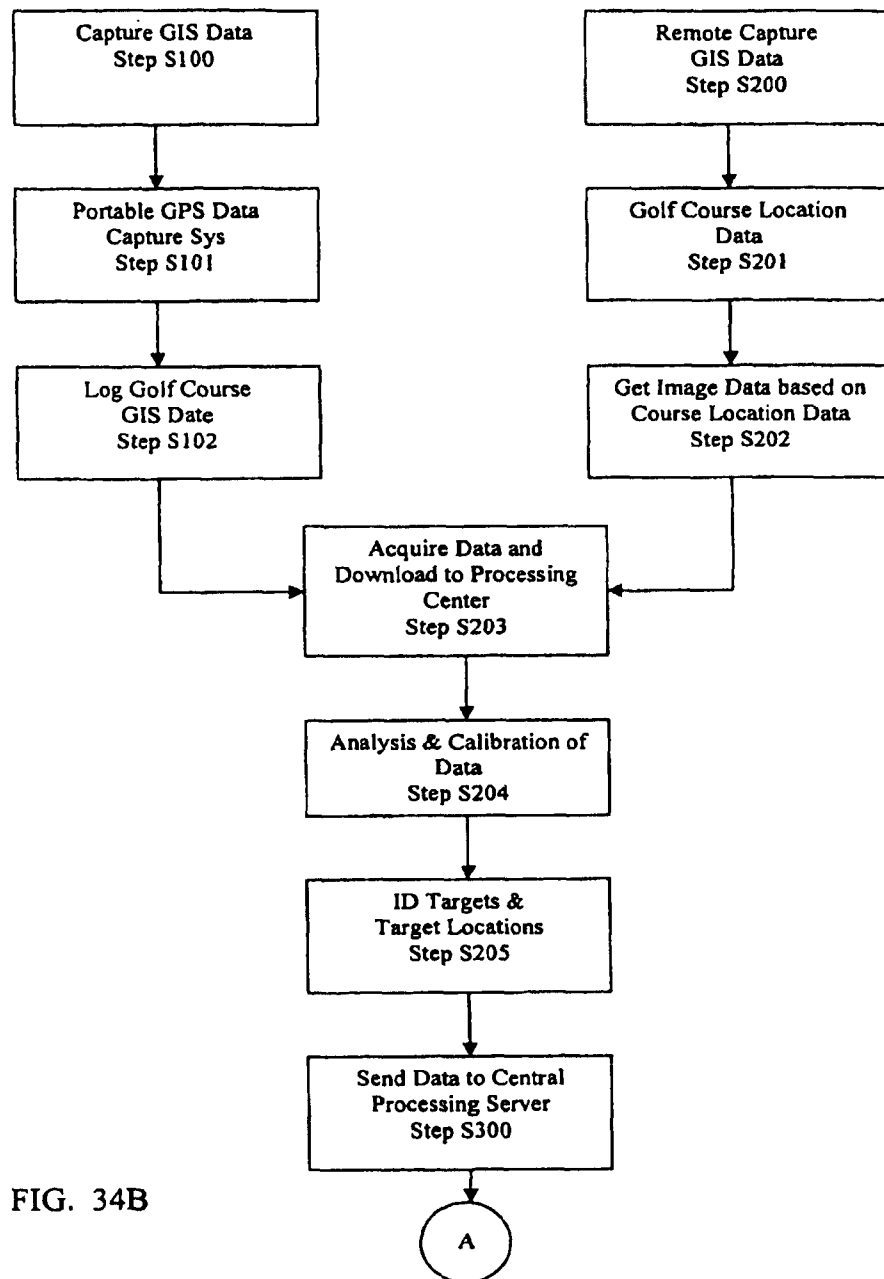 Capture GIS Data
Step S100
Remote Capture
GIS Data
Step S200
Portable GPS Data
Capture Sys
Step S101
Golf Course Location
Data
Step S201
Log Golf Course
GIS Date
Step S102
Get Image Data based on
Course Location Data
Step S202
Acquire Data and
Download to Processing
Center
Step S203
Analysis & Calibration of
Data
Step S204
ID Targets &
Target Locations
Step S205
Send Data to Central
Processing Server
Step S300
FIG. 34B
A